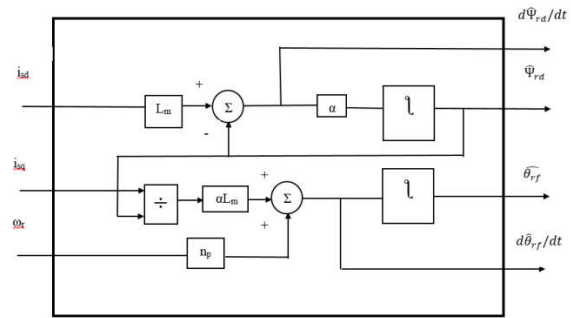 dΨ̂rd/dt
Ψ̂rd
isd
+
Lm
Σ
α
∫
-
isq
÷
αLm
+
Σ
+
∫
θ̂rf
ωr
np
dθ̂rf/dt